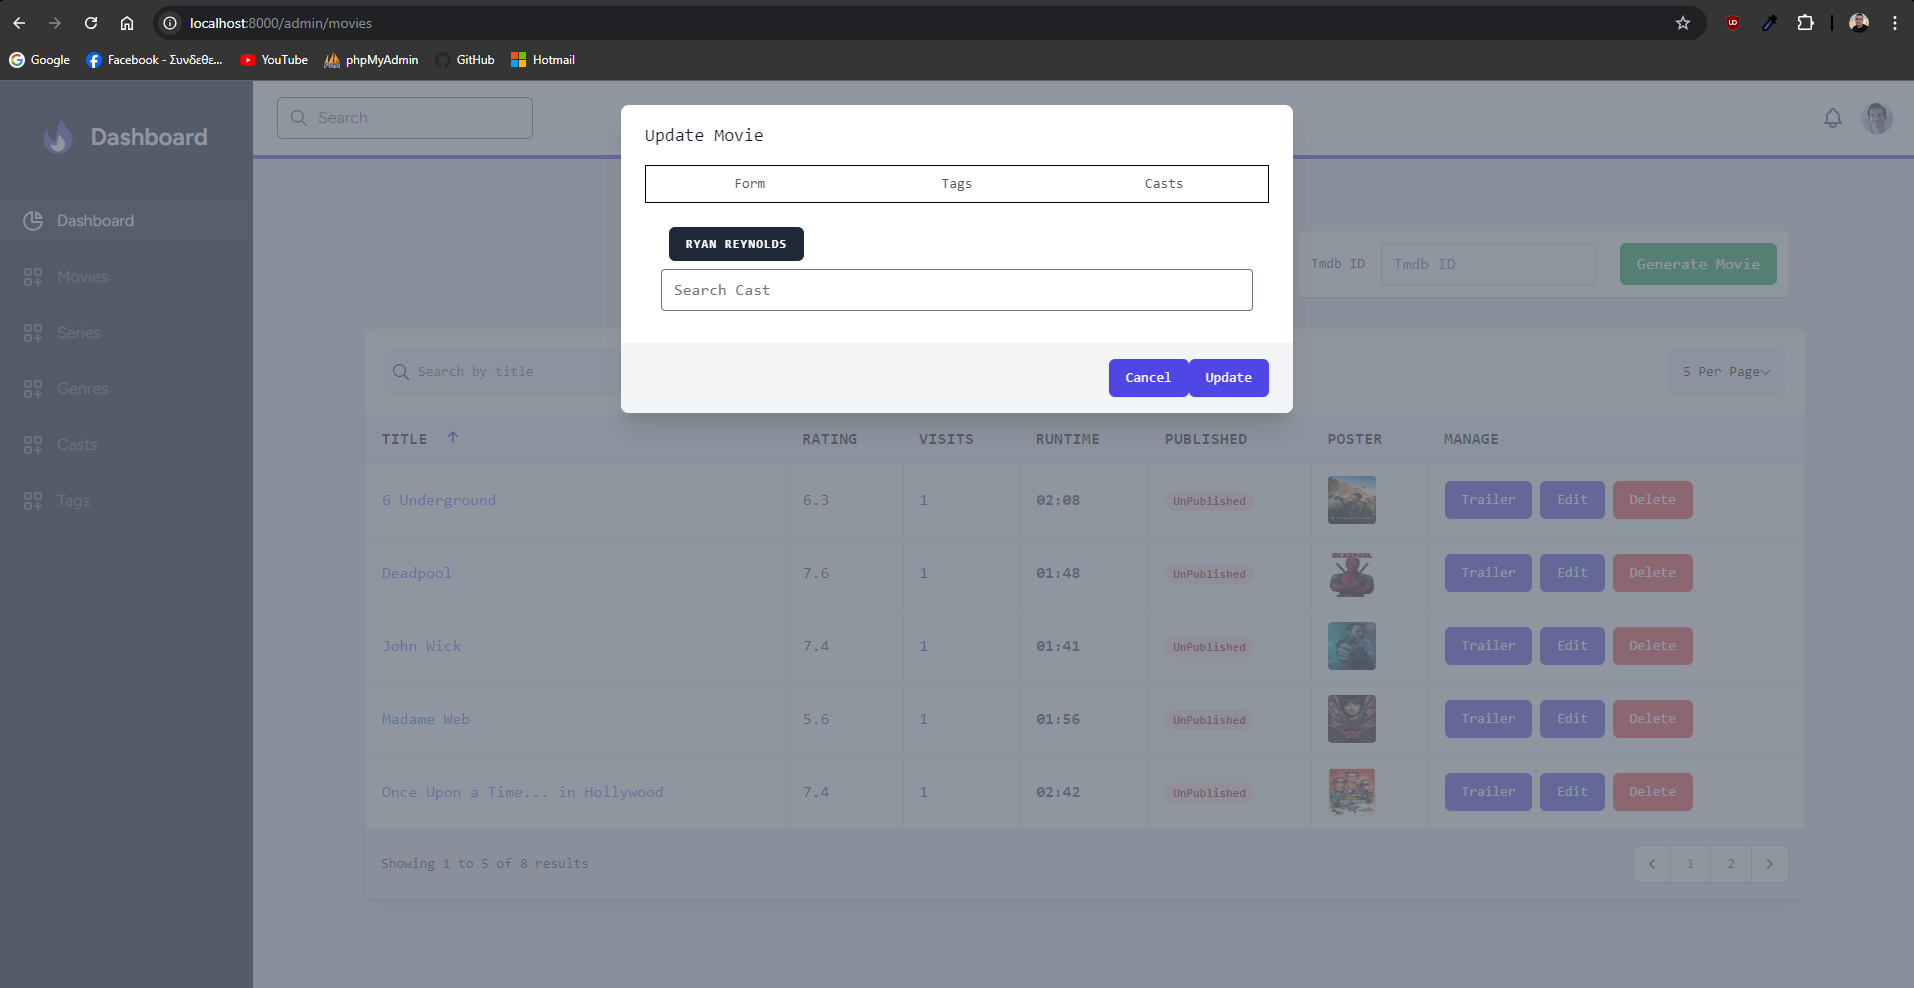 localhost:8000/admin/movies
Google Facebook - Συνδεθε... YouTube phpMyAdmin GitHub Hotmail
Dashboard
Search
Dashboard
Movies
Series
Genres
Casts
Tags
Update Movie
Form Tags Casts
RYAN REYNOLDS
Search Cast
Cancel Update
Tmdb ID Tmdb ID Generate Movie
Search by title 5 Per Page
TITLE RATING VISITS RUNTIME PUBLISHED POSTER MANAGE
6 Underground 6.3 1 02:08 UnPublished Trailer Edit Delete
Deadpool 7.6 1 01:48 UnPublished DEADPOOL Trailer Edit Delete
John Wick 7.4 1 01:41 UnPublished Trailer Edit Delete
Madame Web 5.6 1 01:56 UnPublished Trailer Edit Delete
Once Upon a Time... in Hollywood 7.4 1 02:42 UnPublished Trailer Edit Delete
Showing 1 to 5 of 8 results 1 2